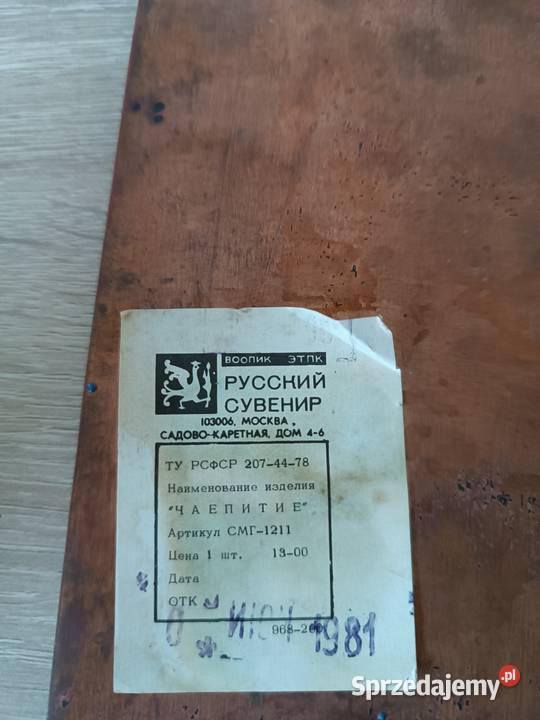 ВООПИК ЭТПК
РУССКИЙ
СУВЕНИР
103006, МОСКВА,
САДОВО-КАРЕТНАЯ, ДОМ 4-6
ТУ РСФСР 207-44-78
Наименование изделия
"ЧАЕПИТИЕ"
Артикул СМГ-1211
Цена 1 шт. 13-00
Дата
ОТК
1981
Sprzedajemy.pl